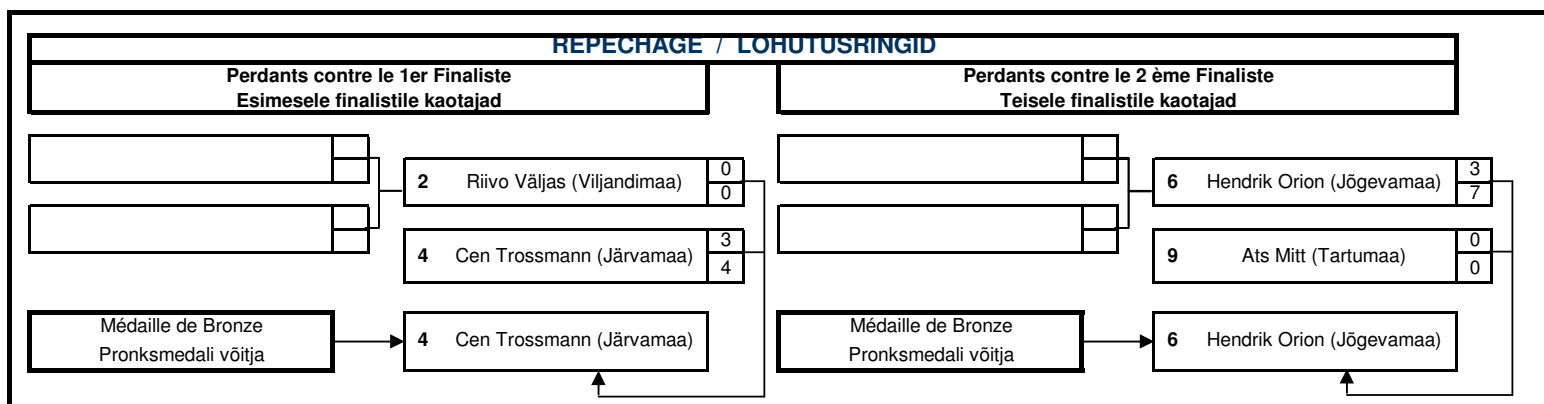 REPECHAGE / LOHUTUSRINGID
Perdants contre le 1er Finaliste
Esimesele finalistile kaotajad
Perdants contre le 2 ème Finaliste
Teisele finalistile kaotajad
2 Riivo Väljas (Viljandimaa) 0
0
4 Cen Trossmann (Järvamaa) 3
4
Médaille de Bronze
Pronksmedali võitja
4 Cen Trossmann (Järvamaa)
6 Hendrik Orion (Jõgevamaa) 3
7
9 Ats Mitt (Tartumaa) 0
0
Médaille de Bronze
Pronksmedali võitja
6 Hendrik Orion (Jõgevamaa)